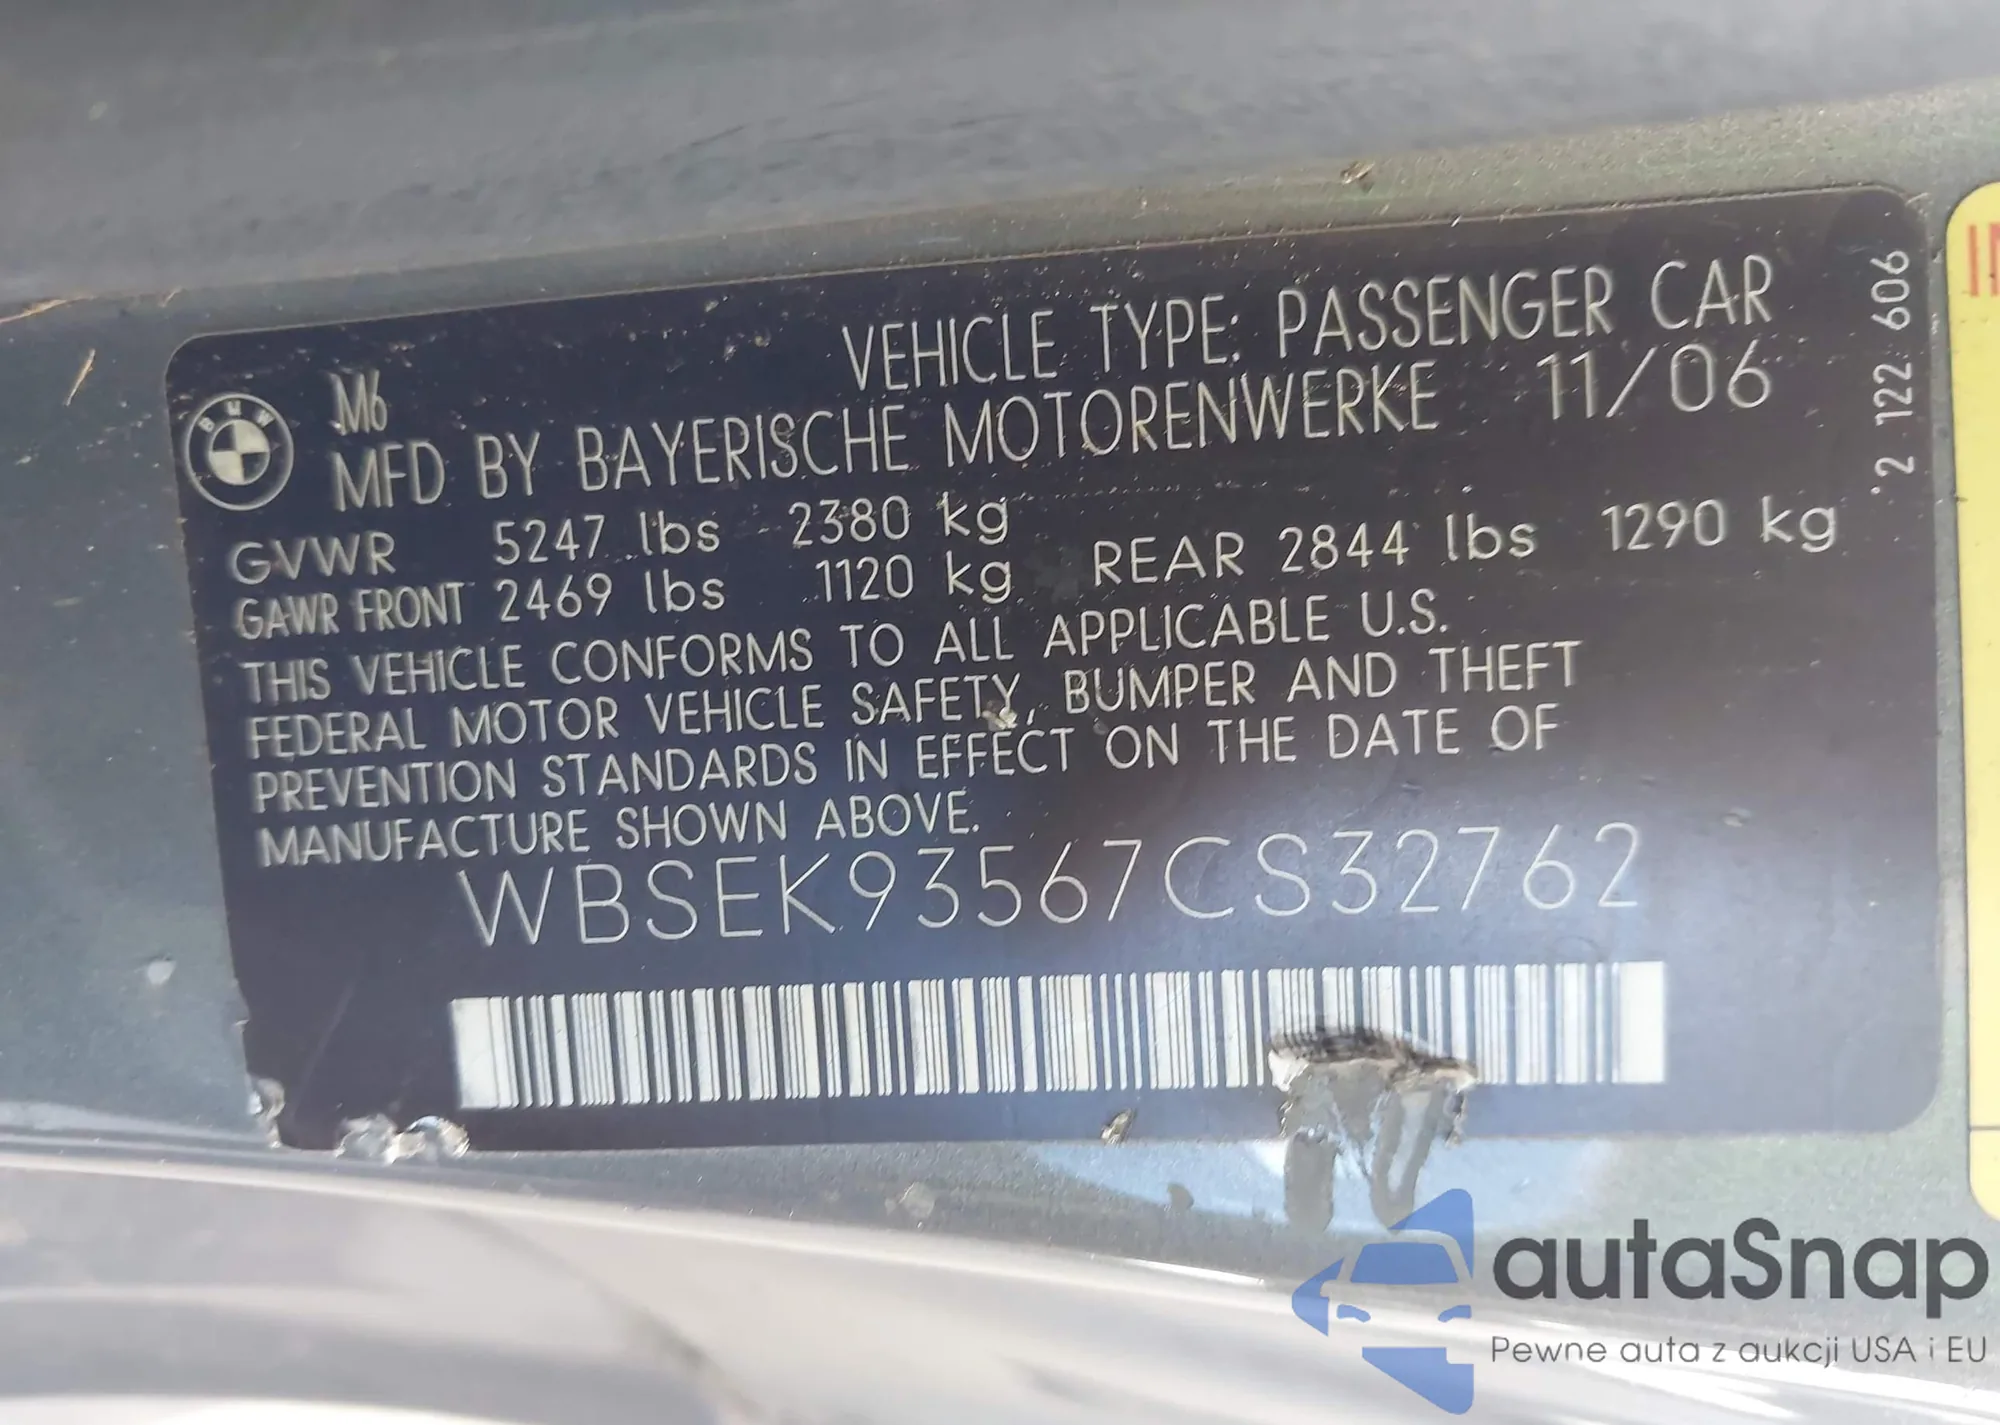 VEHICLE TYPE: PASSENGER CAR
M6
MFD BY BAYERISCHE MOTORENWERKE 11/06
GVWR 5247 lbs 2380 kg
GAWR FRONT 2469 lbs 1120 kg REAR 2844 lbs 1290 kg
THIS VEHICLE CONFORMS TO ALL APPLICABLE U.S.
FEDERAL MOTOR VEHICLE SAFETY, BUMPER AND THEFT
PREVENTION STANDARDS IN EFFECT ON THE DATE OF
MANUFACTURE SHOWN ABOVE.
WBSEK93567CS32762
2 122 606
BMW
autaSnap
Pewne auta z aukcji USA i EU